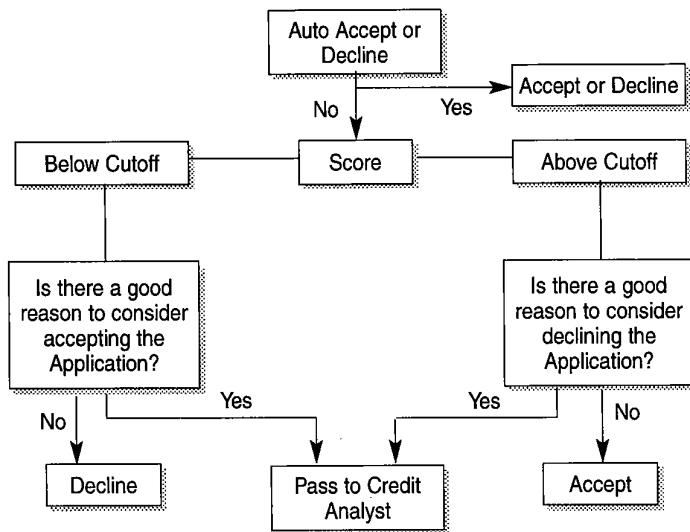 Auto Accept or
Decline
Accept or Decline
No
Yes
Below Cutoff
Score
Above Cutoff
Is there a good
reason to consider
accepting the
Application?
Is there a good
reason to consider
declining the
Application?
No
Yes
Yes
No
Decline
Pass to Credit
Analyst
Accept